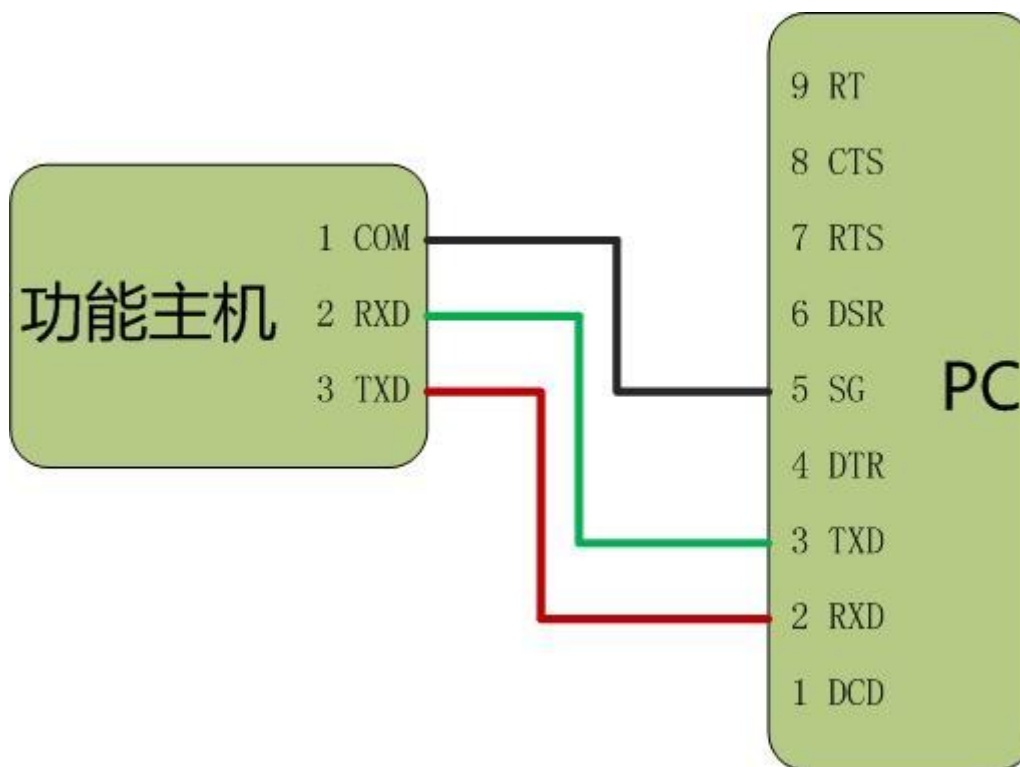 功能主机
1 COM
2 RXD
3 TXD
PC
9 RT
8 CTS
7 RTS
6 DSR
5 SG
4 DTR
3 TXD
2 RXD
1 DCD